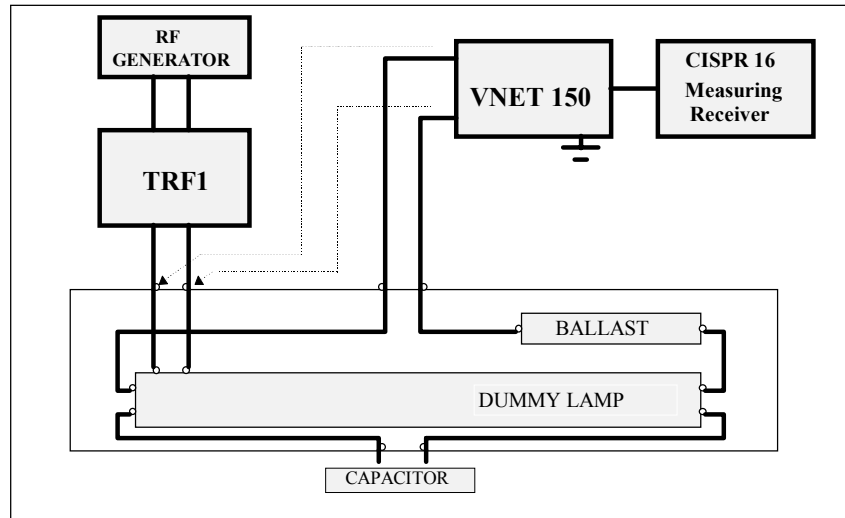 RF
GENERATOR
TRF1
VNET 150
CISPR 16
Measuring
Receiver
BALLAST
DUMMY LAMP
CAPACITOR